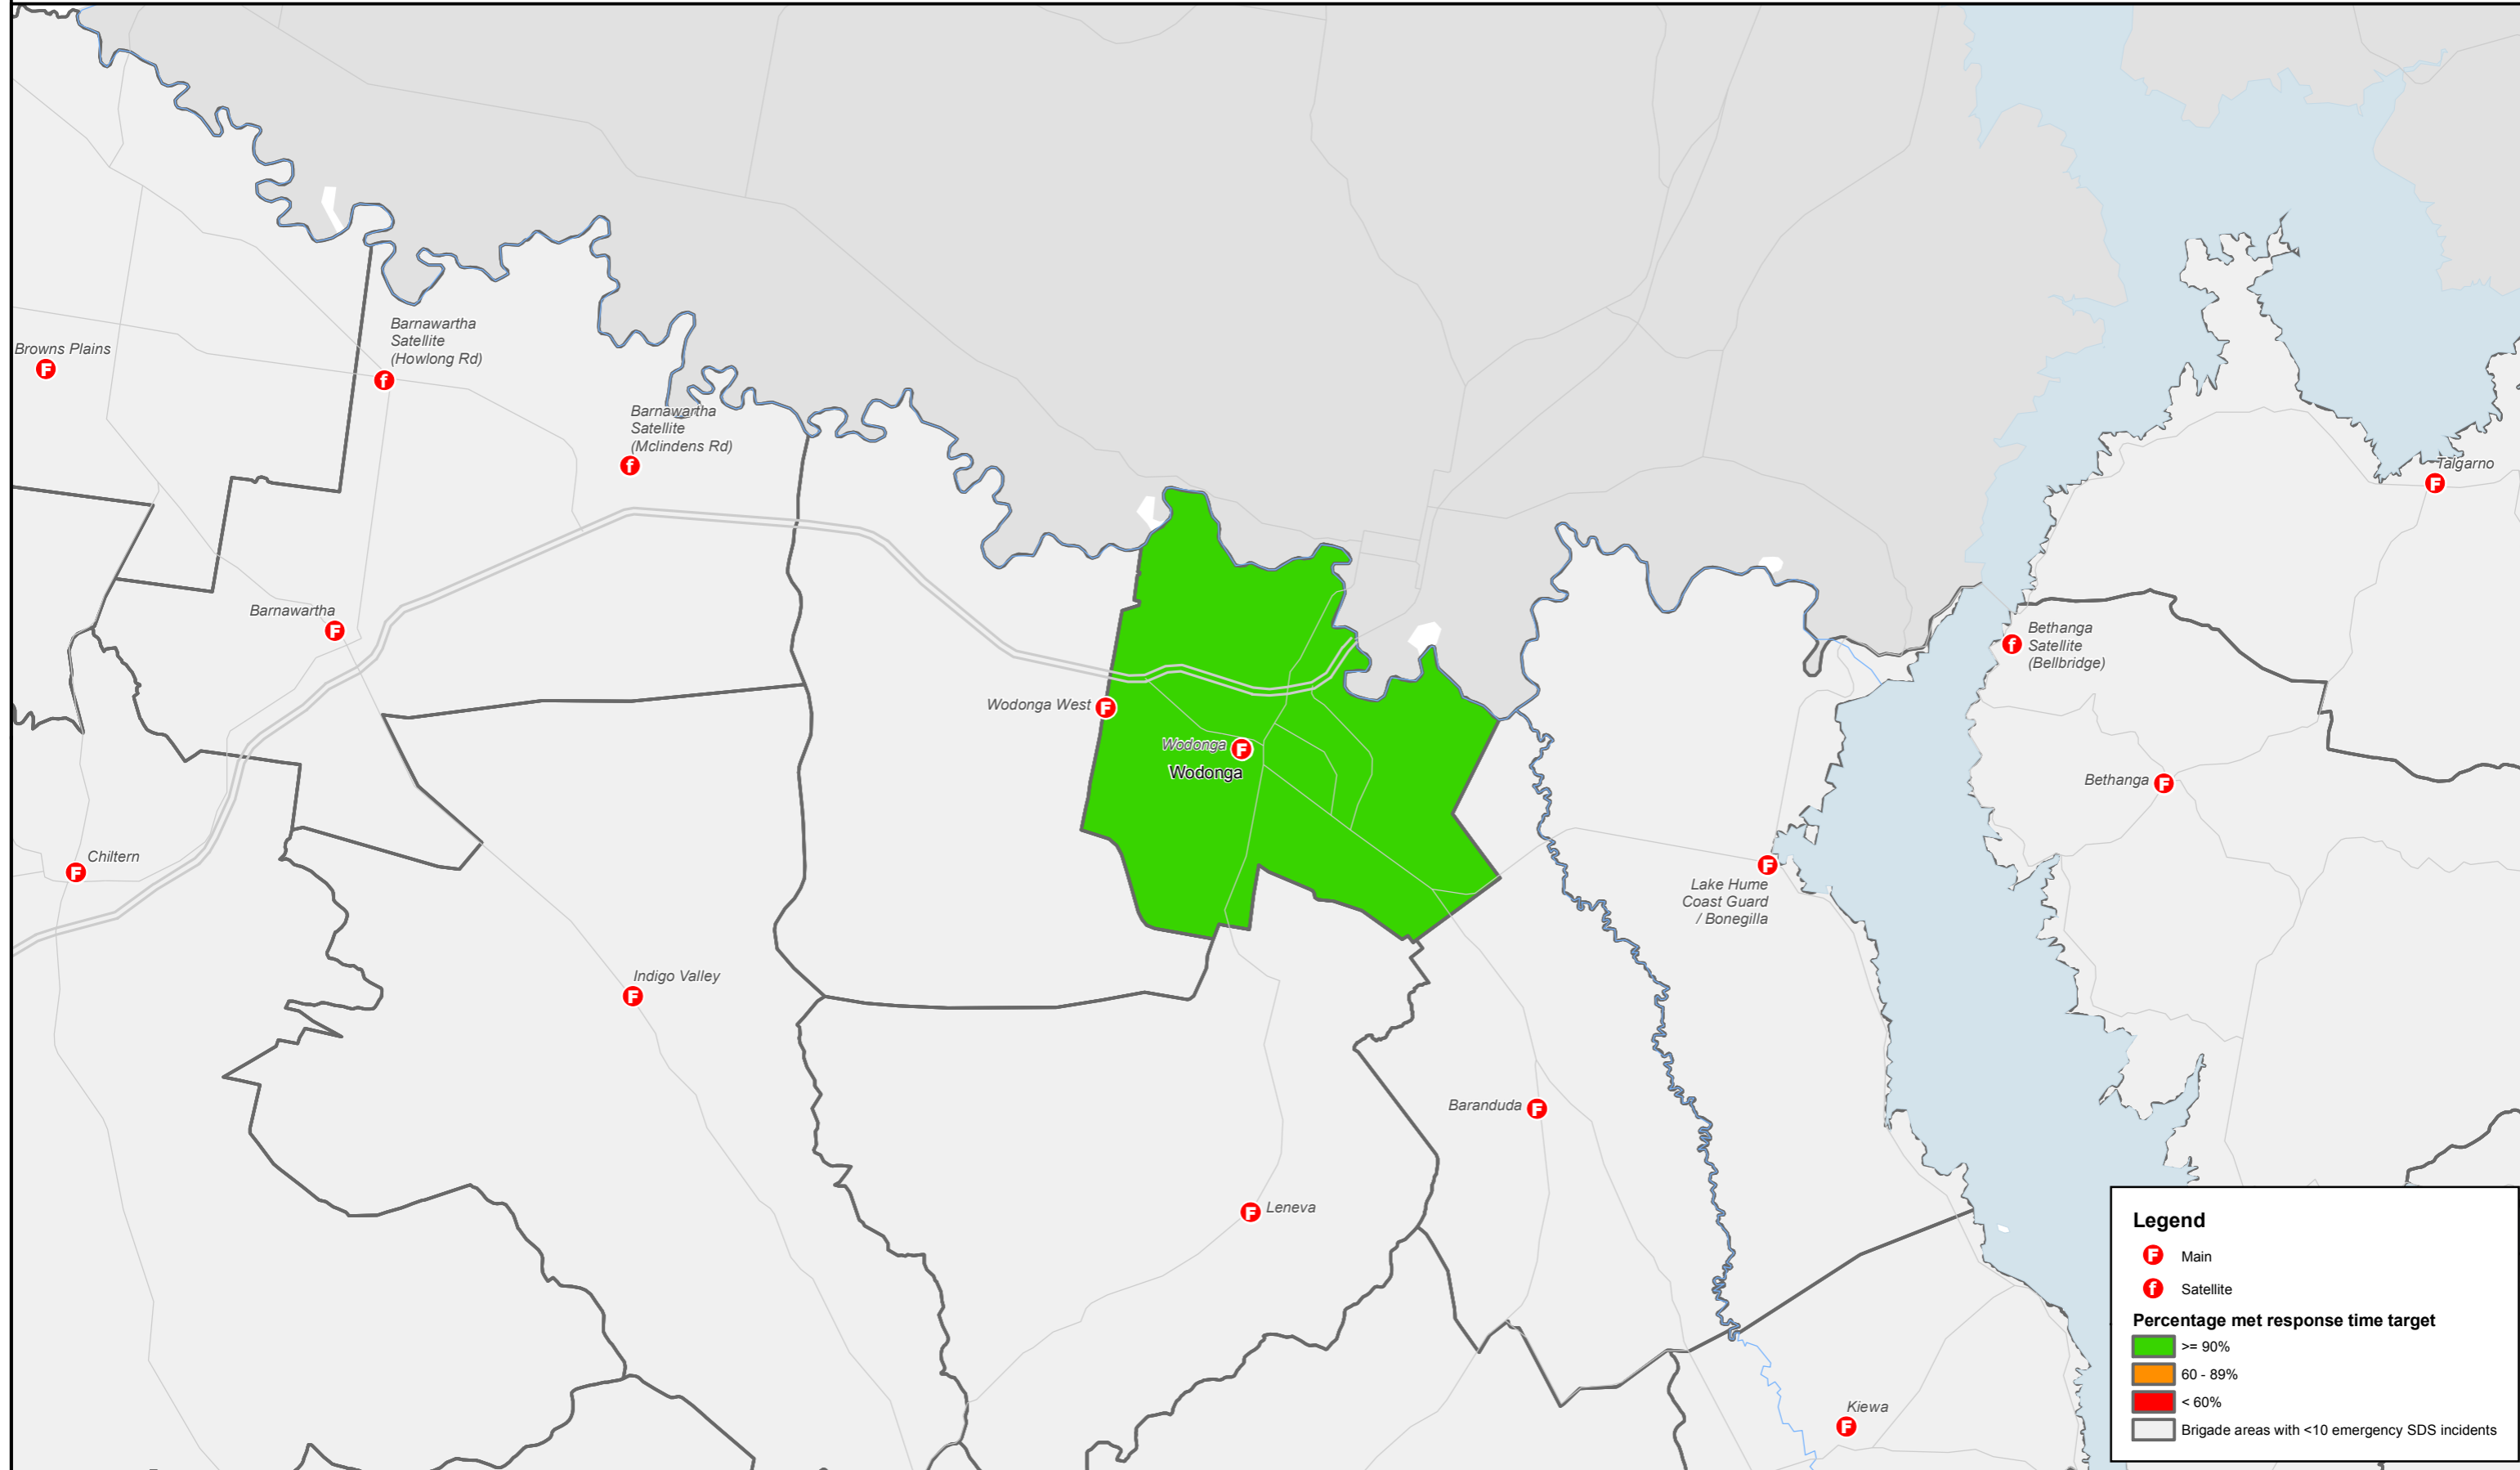 Browns Plains
F
Barnawartha
Satellite
(Howlong Rd)
f
Barnawartha
Satellite
(Mclindens Rd)
f
Talgarno
F
Barnawartha
F
Bethanga
Satellite
(Bellbridge)
f
Wodonga West
F
Wodonga
F
Wodonga
Bethanga
F
Chiltern
F
Lake Hume
Coast Guard
/ Bonegilla
F
Indigo Valley
F
Baranduda
F
Leneva
F
Kiewa
F
Legend
F Main
f Satellite
Percentage met response time target
>= 90%
60 - 89%
< 60%
Brigade areas with <10 emergency SDS incidents